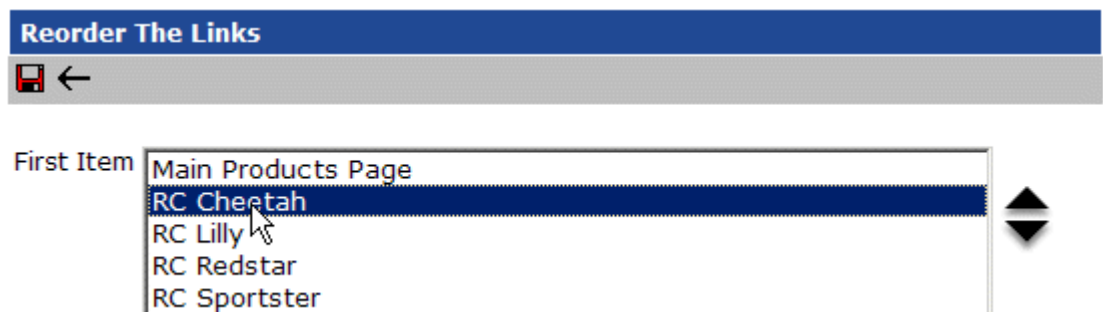 Reorder The Links
First Item
Main Products Page
RC Cheetah
RC Lilly
RC Redstar
RC Sportster